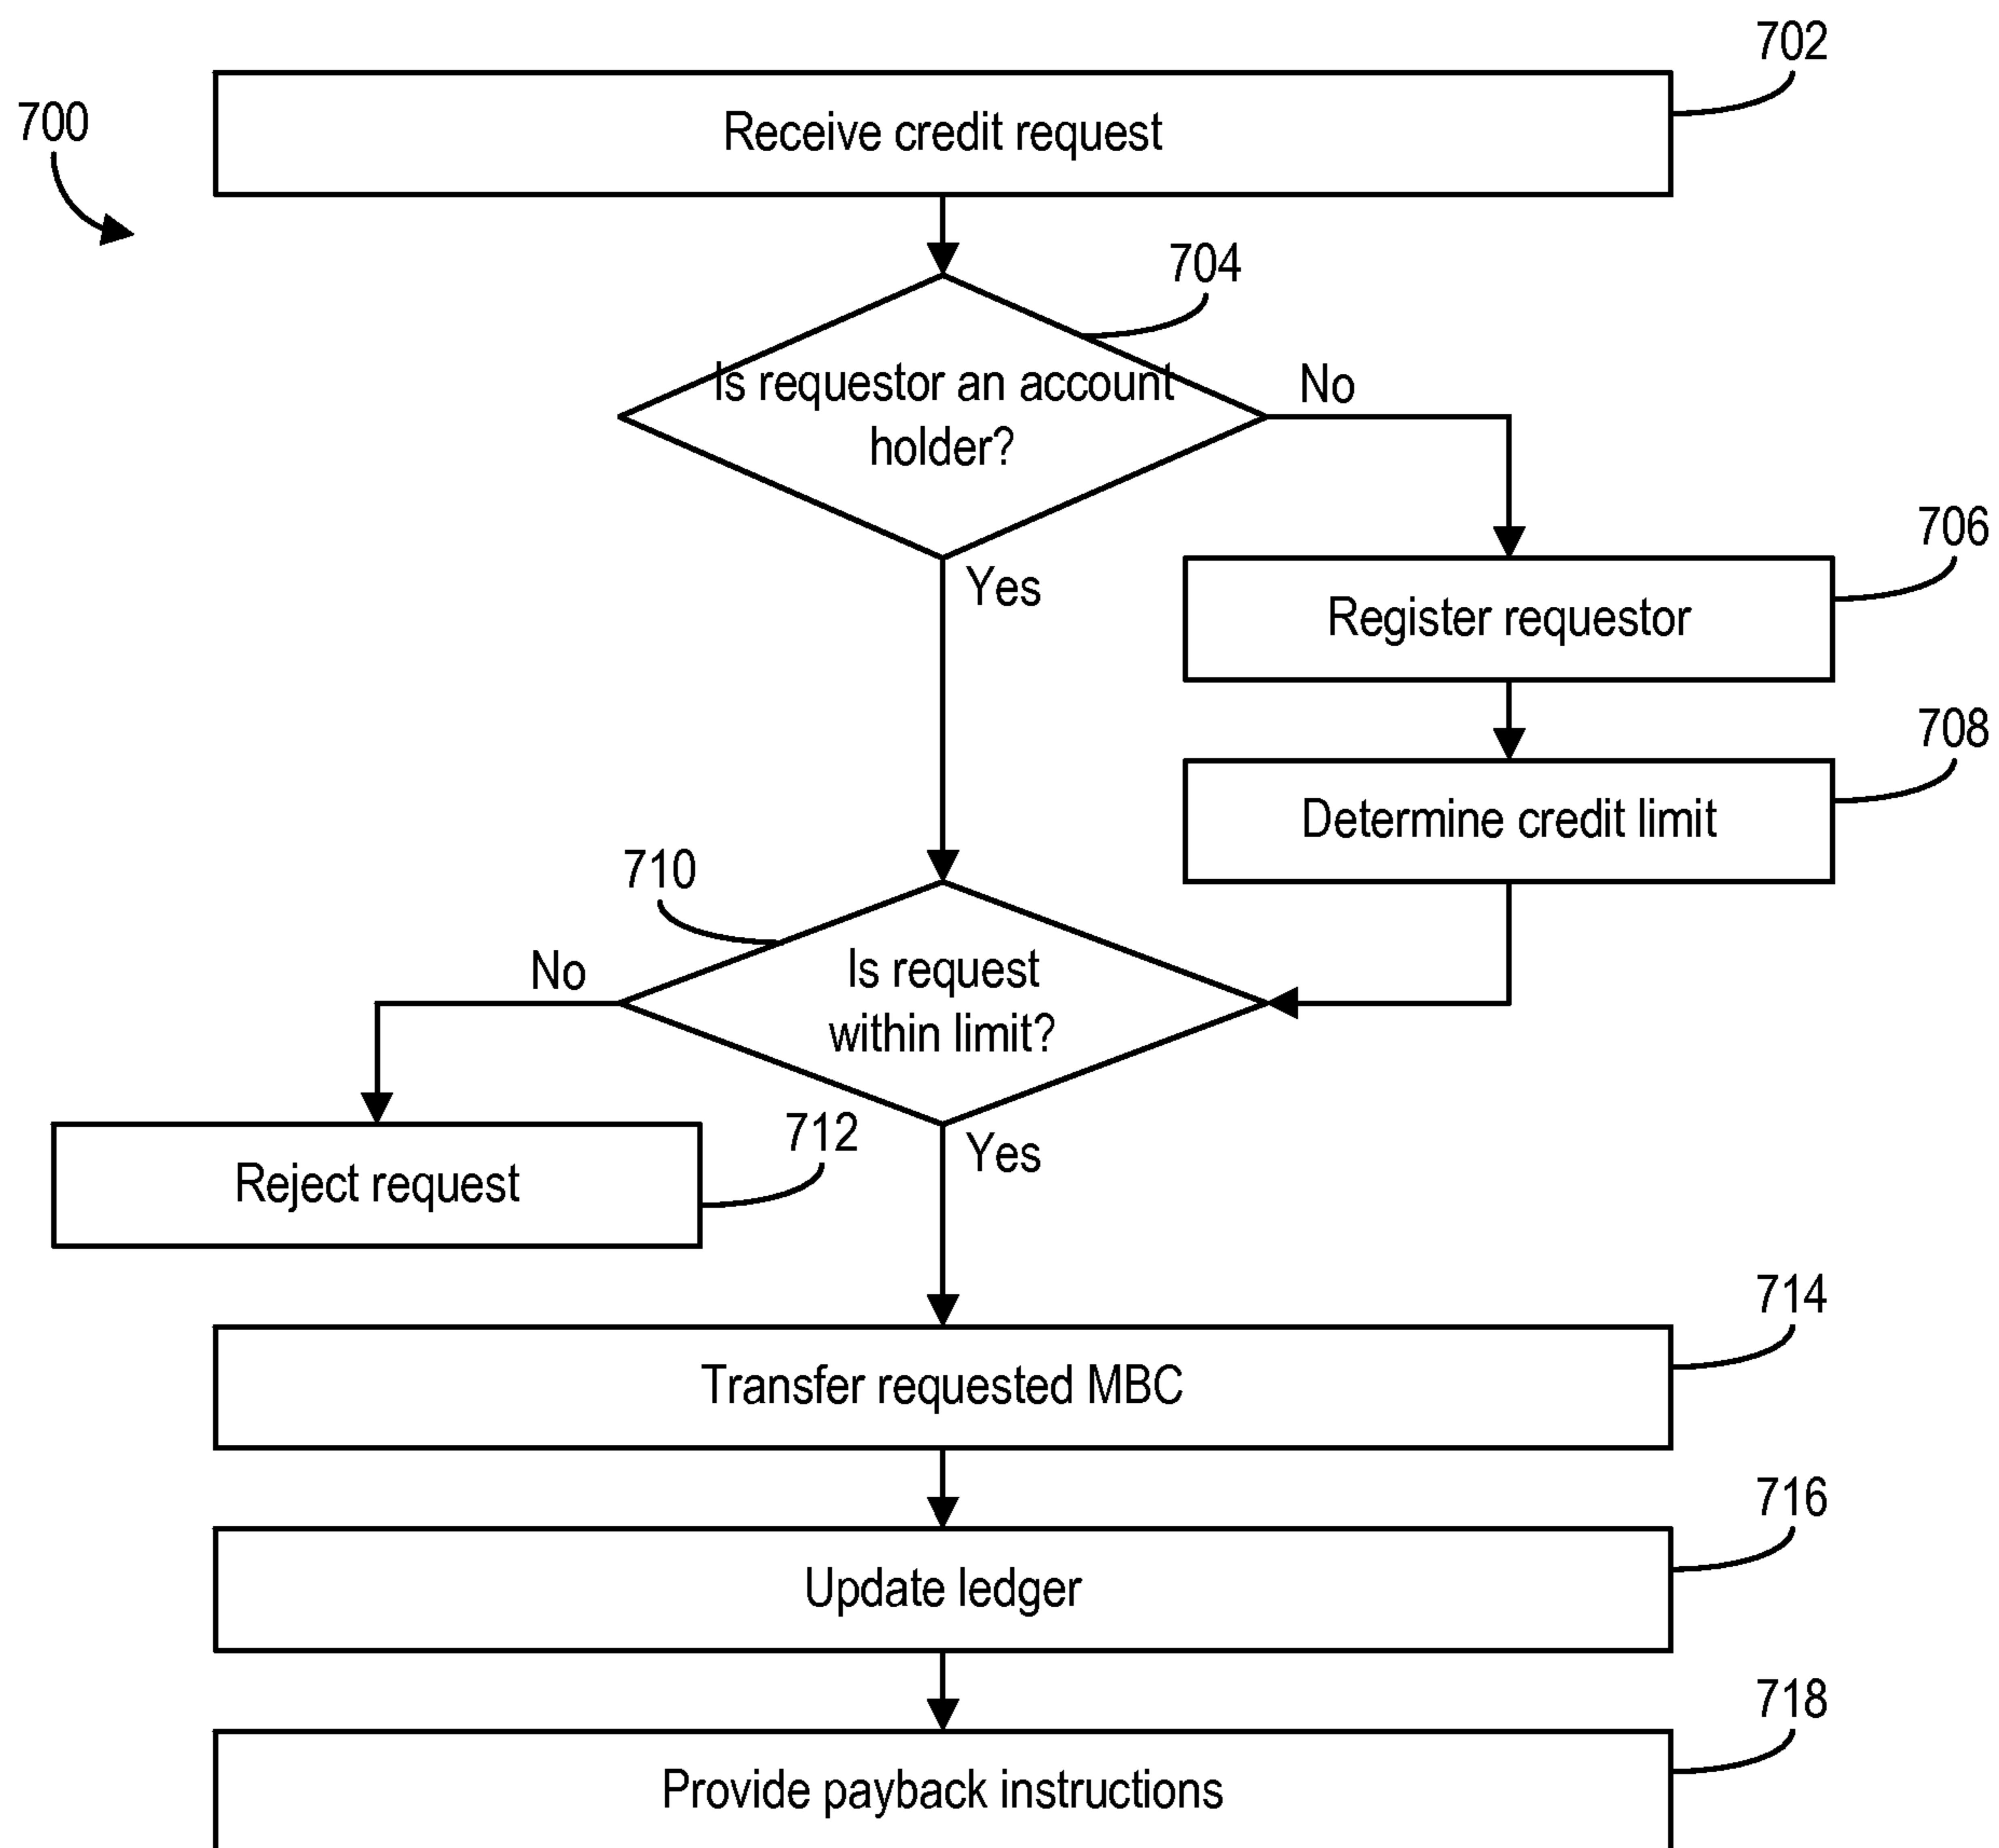 702
700
Receive credit request
704
Is requestor an account
holder?
No
Yes
706
Register requestor
708
Determine credit limit
710
Is request
within limit?
No
Yes
712
Reject request
714
Transfer requested MBC
716
Update ledger
718
Provide payback instructions